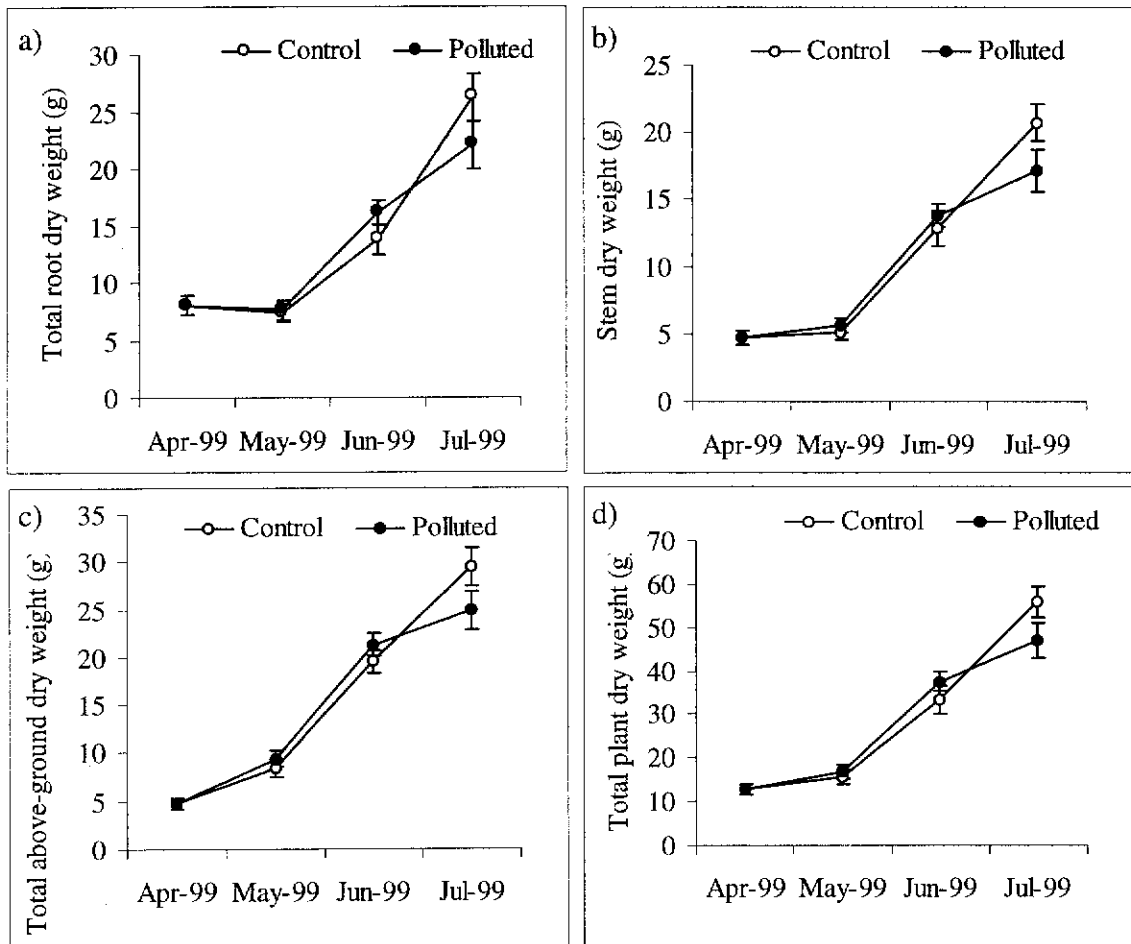 a)
Control Polluted
Total root dry weight (g)
30
25
20
15
10
5
0
Apr-99 May-99 Jun-99 Jul-99
b)
Control Polluted
Stem dry weight (g)
25
20
15
10
5
0
Apr-99 May-99 Jun-99 Jul-99
c)
Control Polluted
Total above-ground dry weight (g)
35
30
25
20
15
10
5
0
Apr-99 May-99 Jun-99 Jul-99
d)
Control Polluted
Total plant dry weight (g)
70
60
50
40
30
20
10
0
Apr-99 May-99 Jun-99 Jul-99